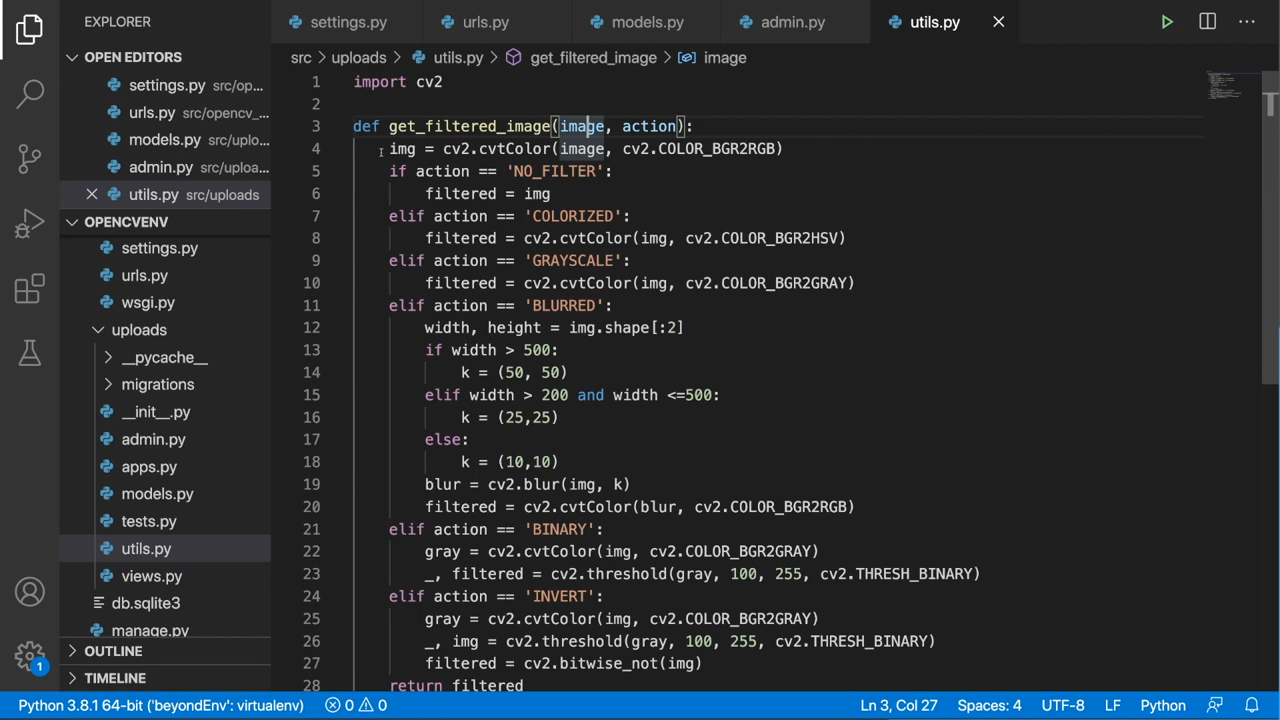 EXPLORER
settings.py
urls.py
models.py
admin.py
utils.py
OPEN EDITORS
settings.py src/op...
urls.py src/opencv_...
models.py src/uplo...
admin.py src/uploa...
utils.py src/uploads
OPENCVENV
settings.py
urls.py
wsgi.py
uploads
__pycache__
migrations
__init__.py
admin.py
apps.py
models.py
tests.py
utils.py
views.py
db.sqlite3
manage.py
OUTLINE
TIMELINE
1
src > uploads > utils.py > get_filtered_image > image
1 import cv2
2
3 def get_filtered_image(image, action):
4 img = cv2.cvtColor(image, cv2.COLOR_BGR2RGB)
5 if action == 'NO_FILTER':
6 filtered = img
7 elif action == 'COLORIZED':
8 filtered = cv2.cvtColor(img, cv2.COLOR_BGR2HSV)
9 elif action == 'GRAYSCALE':
10 filtered = cv2.cvtColor(img, cv2.COLOR_BGR2GRAY)
11 elif action == 'BLURRED':
12 width, height = img.shape[:2]
13 if width > 500:
14 k = (50, 50)
15 elif width > 200 and width <=500:
16 k = (25,25)
17 else:
18 k = (10,10)
19 blur = cv2.blur(img, k)
20 filtered = cv2.cvtColor(blur, cv2.COLOR_BGR2RGB)
21 elif action == 'BINARY':
22 gray = cv2.cvtColor(img, cv2.COLOR_BGR2GRAY)
23 _, filtered = cv2.threshold(gray, 100, 255, cv2.THRESH_BINARY)
24 elif action == 'INVERT':
25 gray = cv2.cvtColor(img, cv2.COLOR_BGR2GRAY)
26 _, img = cv2.threshold(gray, 100, 255, cv2.THRESH_BINARY)
27 filtered = cv2.bitwise_not(img)
28 return filtered
Python 3.8.1 64-bit ('beyondEnv': virtualenv) 0 0 Ln 3, Col 27 Spaces: 4 UTF-8 LF Python